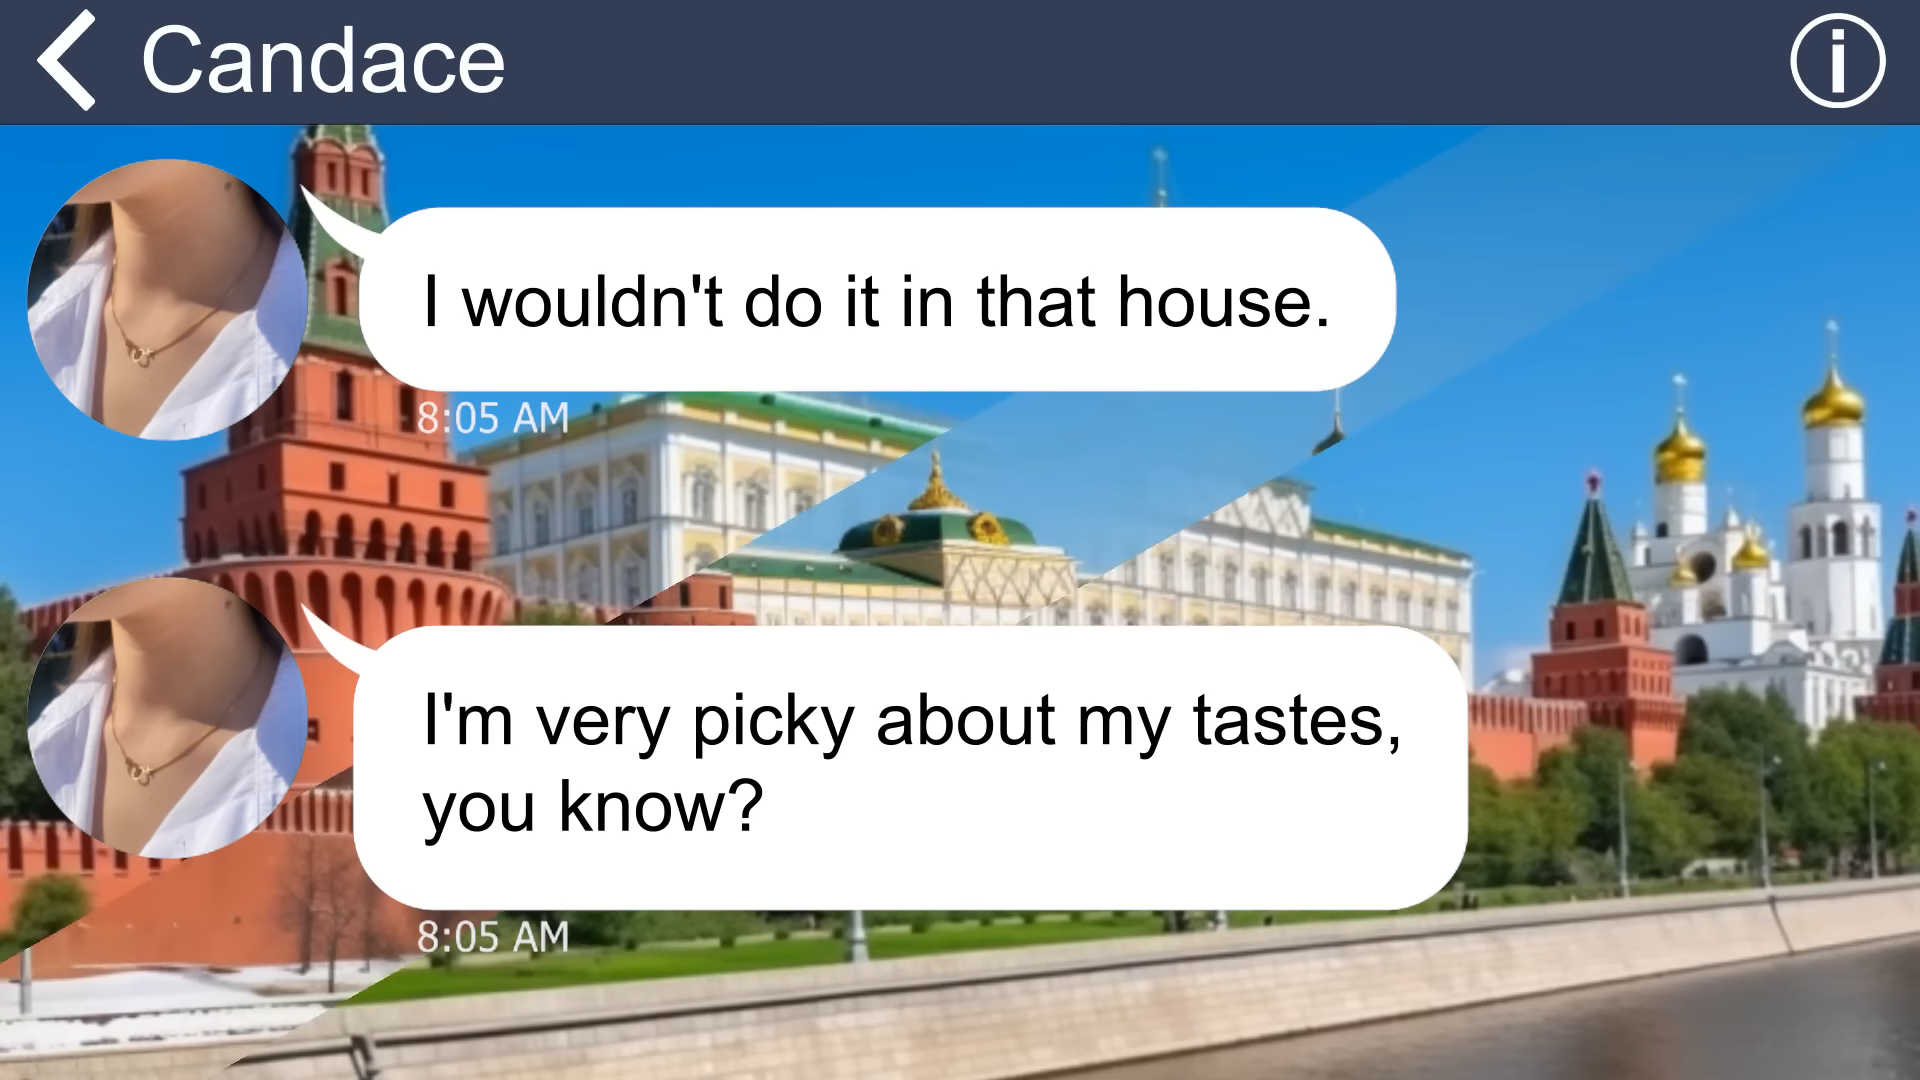 Candace
I wouldn't do it in that house.
8:05 AM
I'm very picky about my tastes,
you know?
8:05 AM